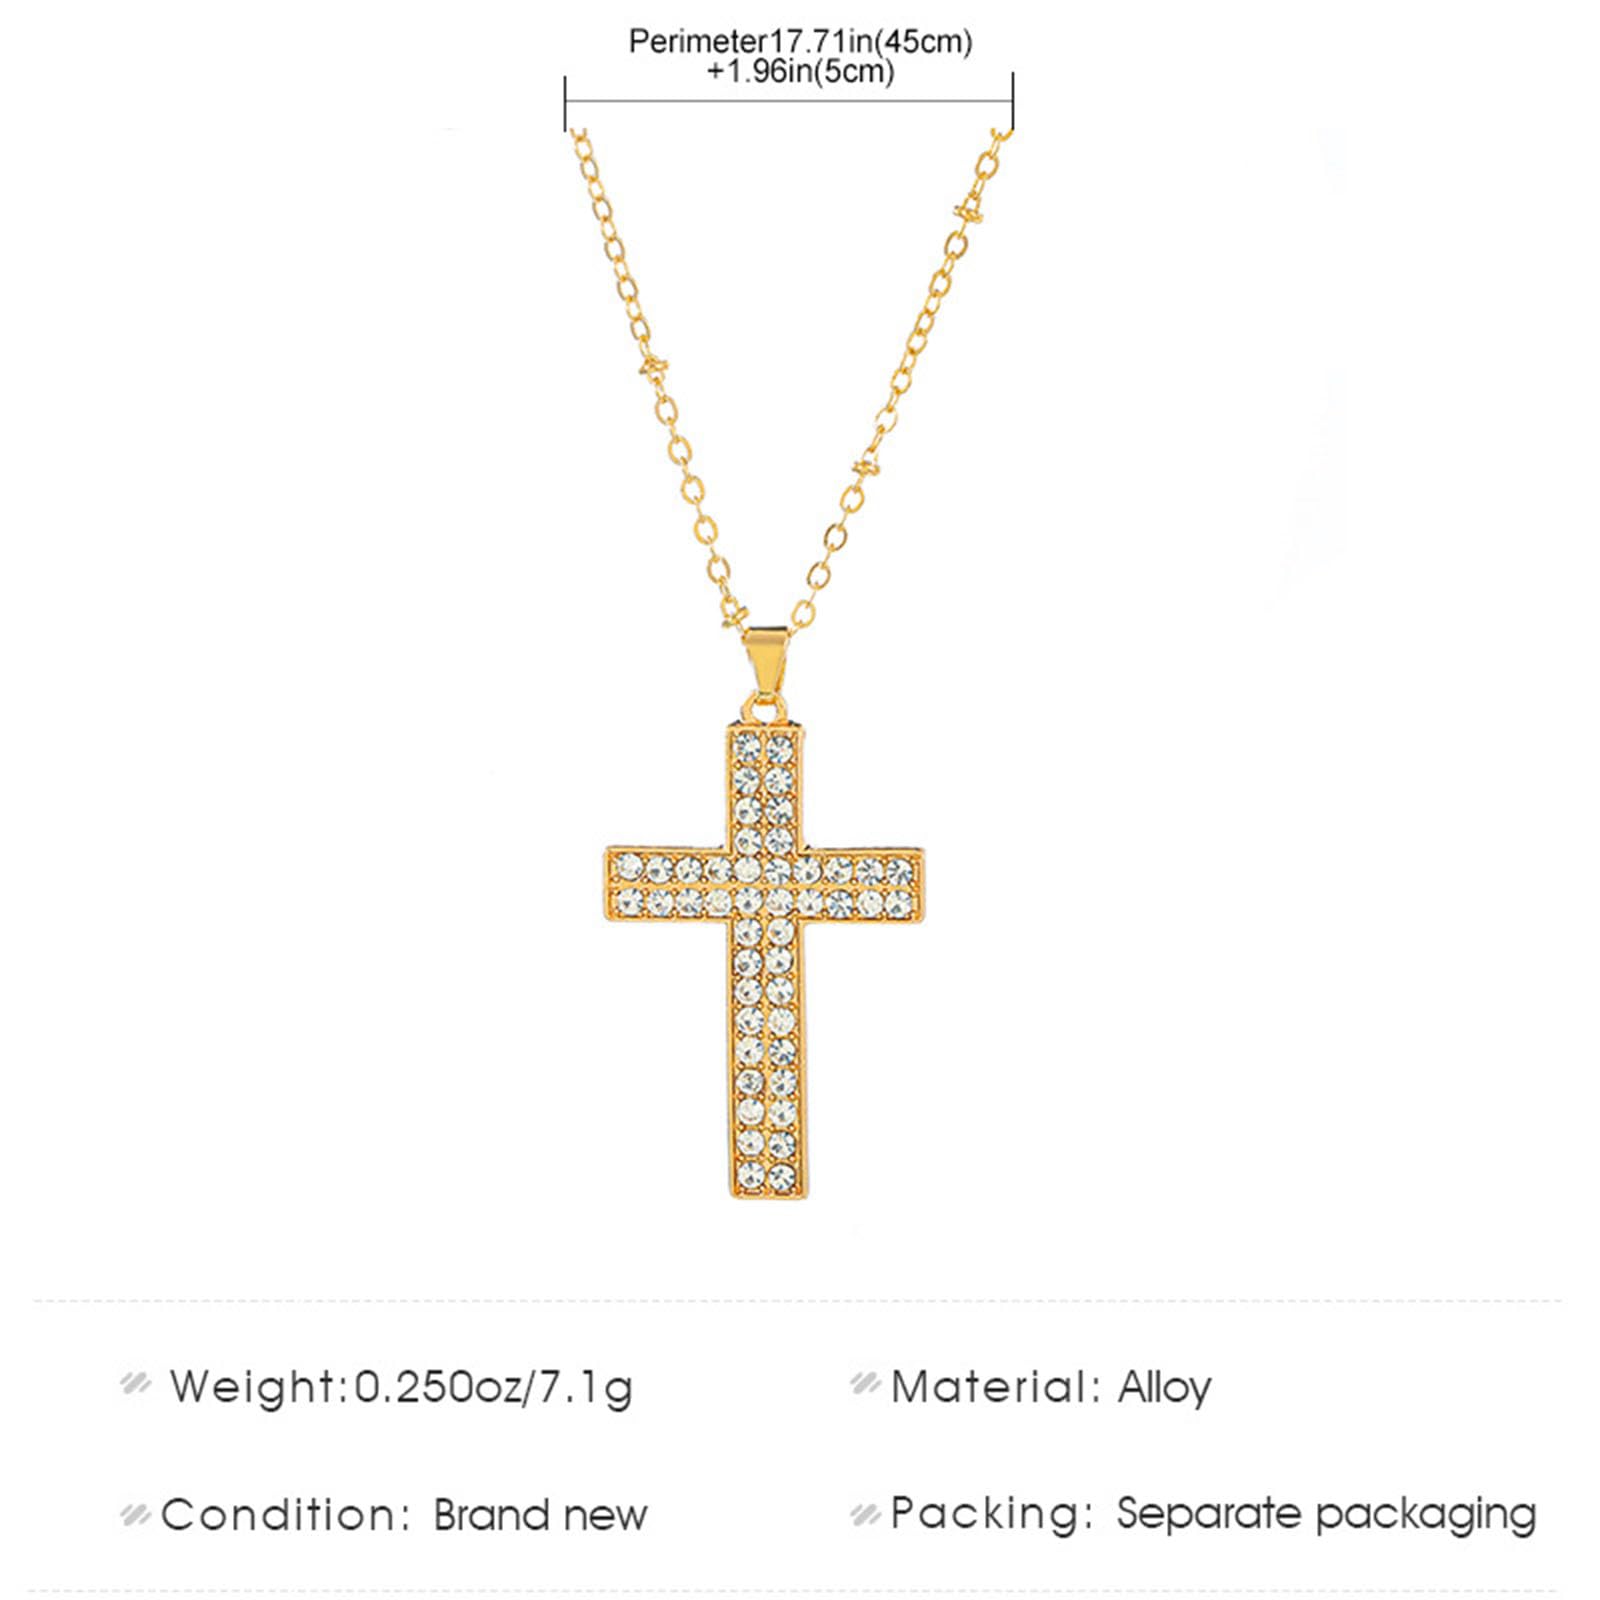 Perimeter17.71in(45cm)
+1.96in(5cm)
Weight:0.250oz/7.1g
Material: Alloy
Condition: Brand new
Packing: Separate packaging